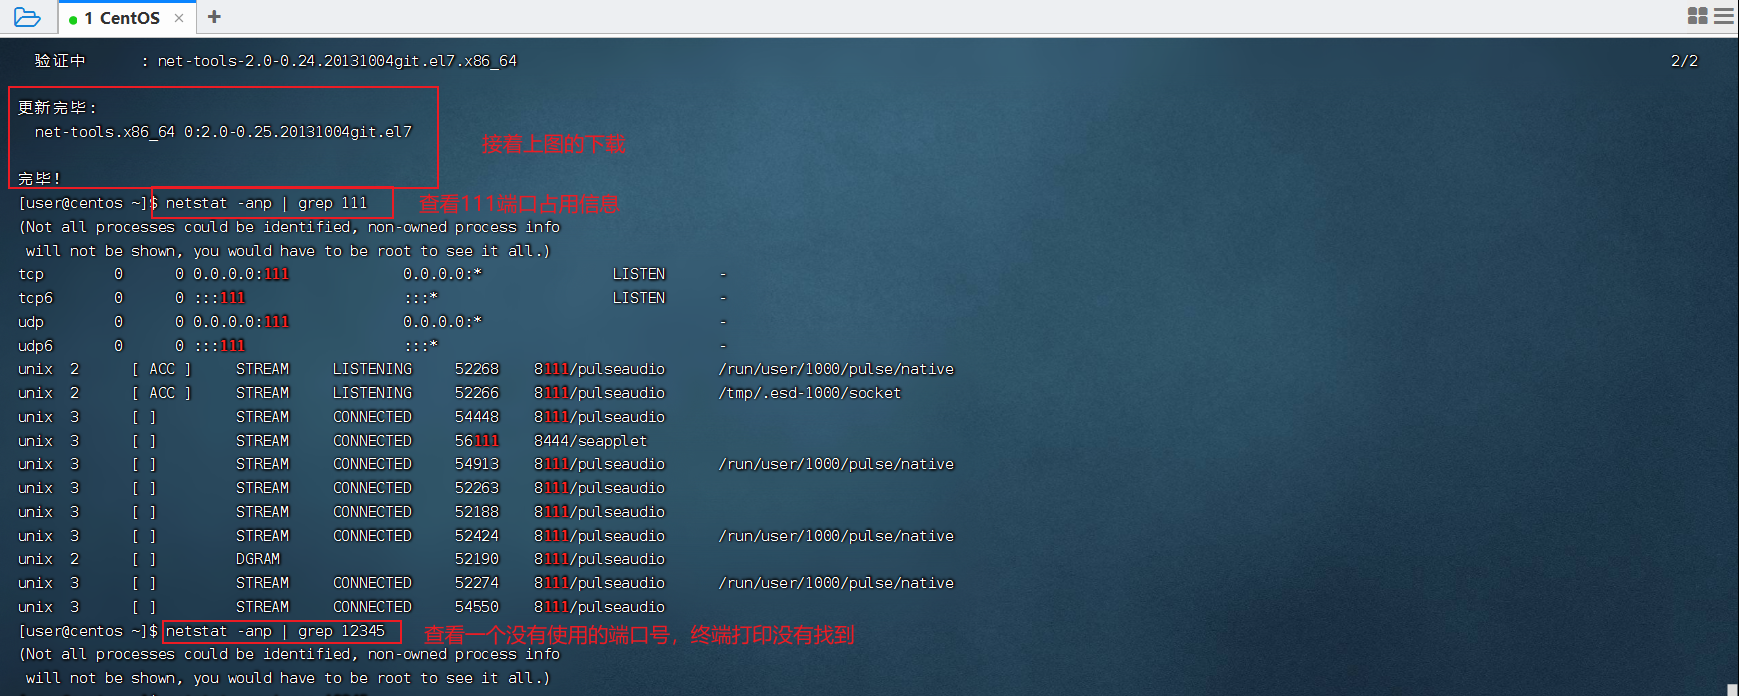 1 CentOS × +
验证中 : net-tools-2.0-0.24.20131004git.el7.x86_64 2/2
更新完毕:
net-tools.x86_64 0:2.0-0.25.20131004git.el7
接着上图的下载
完毕！
[user@centos ~]$ netstat -anp | grep 111 查看111端口占用信息
(Not all processes could be identified, non-owned process info
will not be shown, you would have to be root to see it all.)
tcp 0 0 0.0.0.0:111 0.0.0.0:* LISTEN -
tcp6 0 0 :::111 :::* LISTEN -
udp 0 0 0.0.0.0:111 0.0.0.0:* -
udp6 0 0 :::111 :::* -
unix 2 [ ACC ] STREAM LISTENING 52268 8111/pulseaudio /run/user/1000/pulse/native
unix 2 [ ACC ] STREAM LISTENING 52266 8111/pulseaudio /tmp/.esd-1000/socket
unix 3 [ ] STREAM CONNECTED 54448 8111/pulseaudio
unix 3 [ ] STREAM CONNECTED 56111 8444/seapplet
unix 3 [ ] STREAM CONNECTED 54913 8111/pulseaudio /run/user/1000/pulse/native
unix 3 [ ] STREAM CONNECTED 52263 8111/pulseaudio
unix 3 [ ] STREAM CONNECTED 52188 8111/pulseaudio
unix 3 [ ] STREAM CONNECTED 52424 8111/pulseaudio /run/user/1000/pulse/native
unix 2 [ ] DGRAM 52190 8111/pulseaudio
unix 3 [ ] STREAM CONNECTED 52274 8111/pulseaudio /run/user/1000/pulse/native
unix 3 [ ] STREAM CONNECTED 54550 8111/pulseaudio
[user@centos ~]$ netstat -anp | grep 12345 查看一个没有使用的端口号，终端打印没有找到
(Not all processes could be identified, non-owned process info
will not be shown, you would have to be root to see it all.)